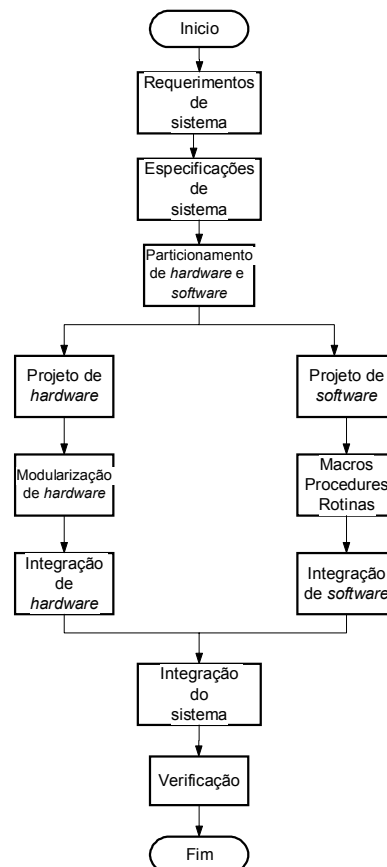 Inicio
Requerimentos
de
sistema
Especificações
de
sistema
Particionamento
de hardware e
software
Projeto de
hardware
Projeto de
software
Modularização
de hardware
Macros
Procedures
Rotinas
Integração
de
hardware
Integração
de software
Integração
do
sistema
Verificação
Fim